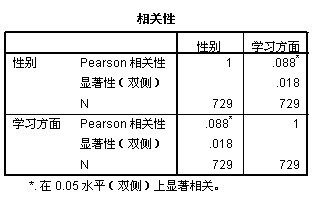 相关性
性别 学习方面
性别 Pearson 相关性 1 .088*
显著性（双侧） .018
N 729 729
学习方面 Pearson 相关性 .088* 1
显著性（双侧） .018
N 729 729
*. 在 0.05 水平（双侧）上显著相关。